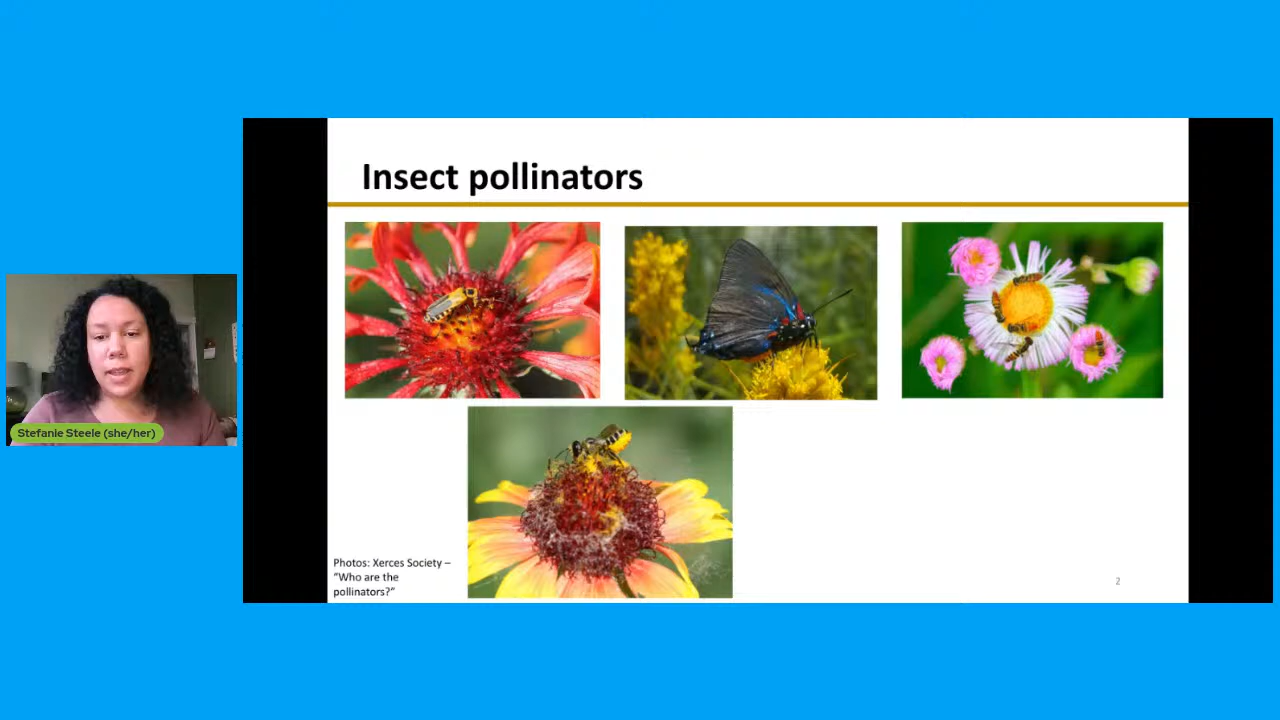 Insect pollinators
Stefanie Steele (she/her)
Photos: Xerces Society –
“Who are the
pollinators?”
2